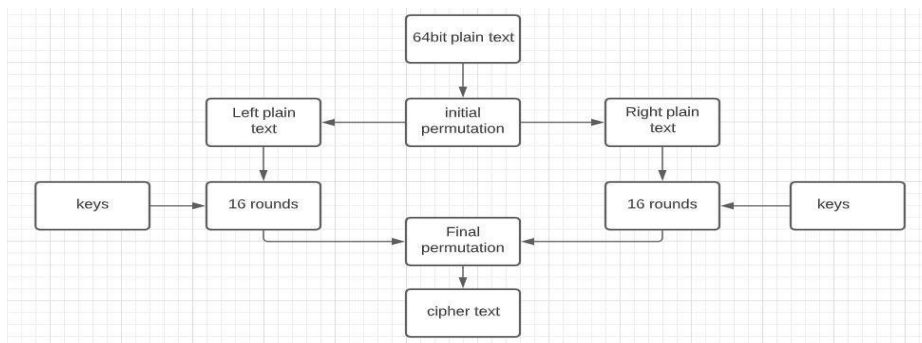 64bit plain text
Left plain
text
initial
permutation
Right plain
text
keys
16 rounds
16 rounds
keys
Final
permutation
cipher text